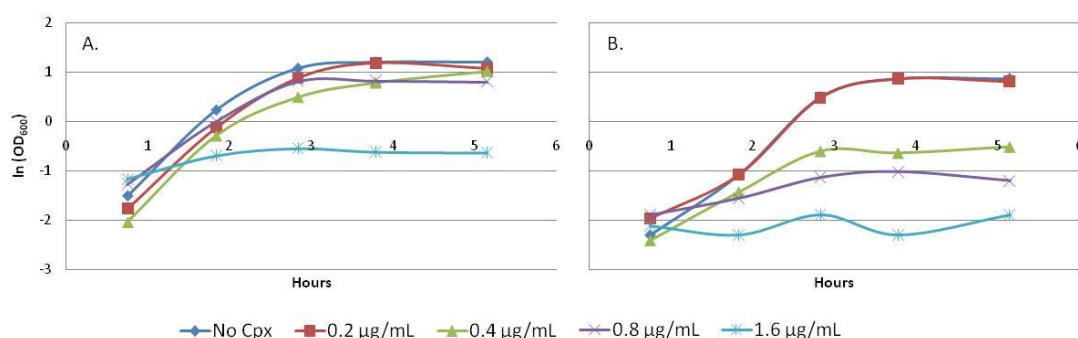 A.
B.
2
1
0
-1
-2
-3
ln (OD600)
0 1 2 3 4 5 6
0 1 2 3 4 5 6
Hours
Hours
No Cpx 0.2 µg/mL 0.4 µg/mL 0.8 µg/mL 1.6 µg/mL